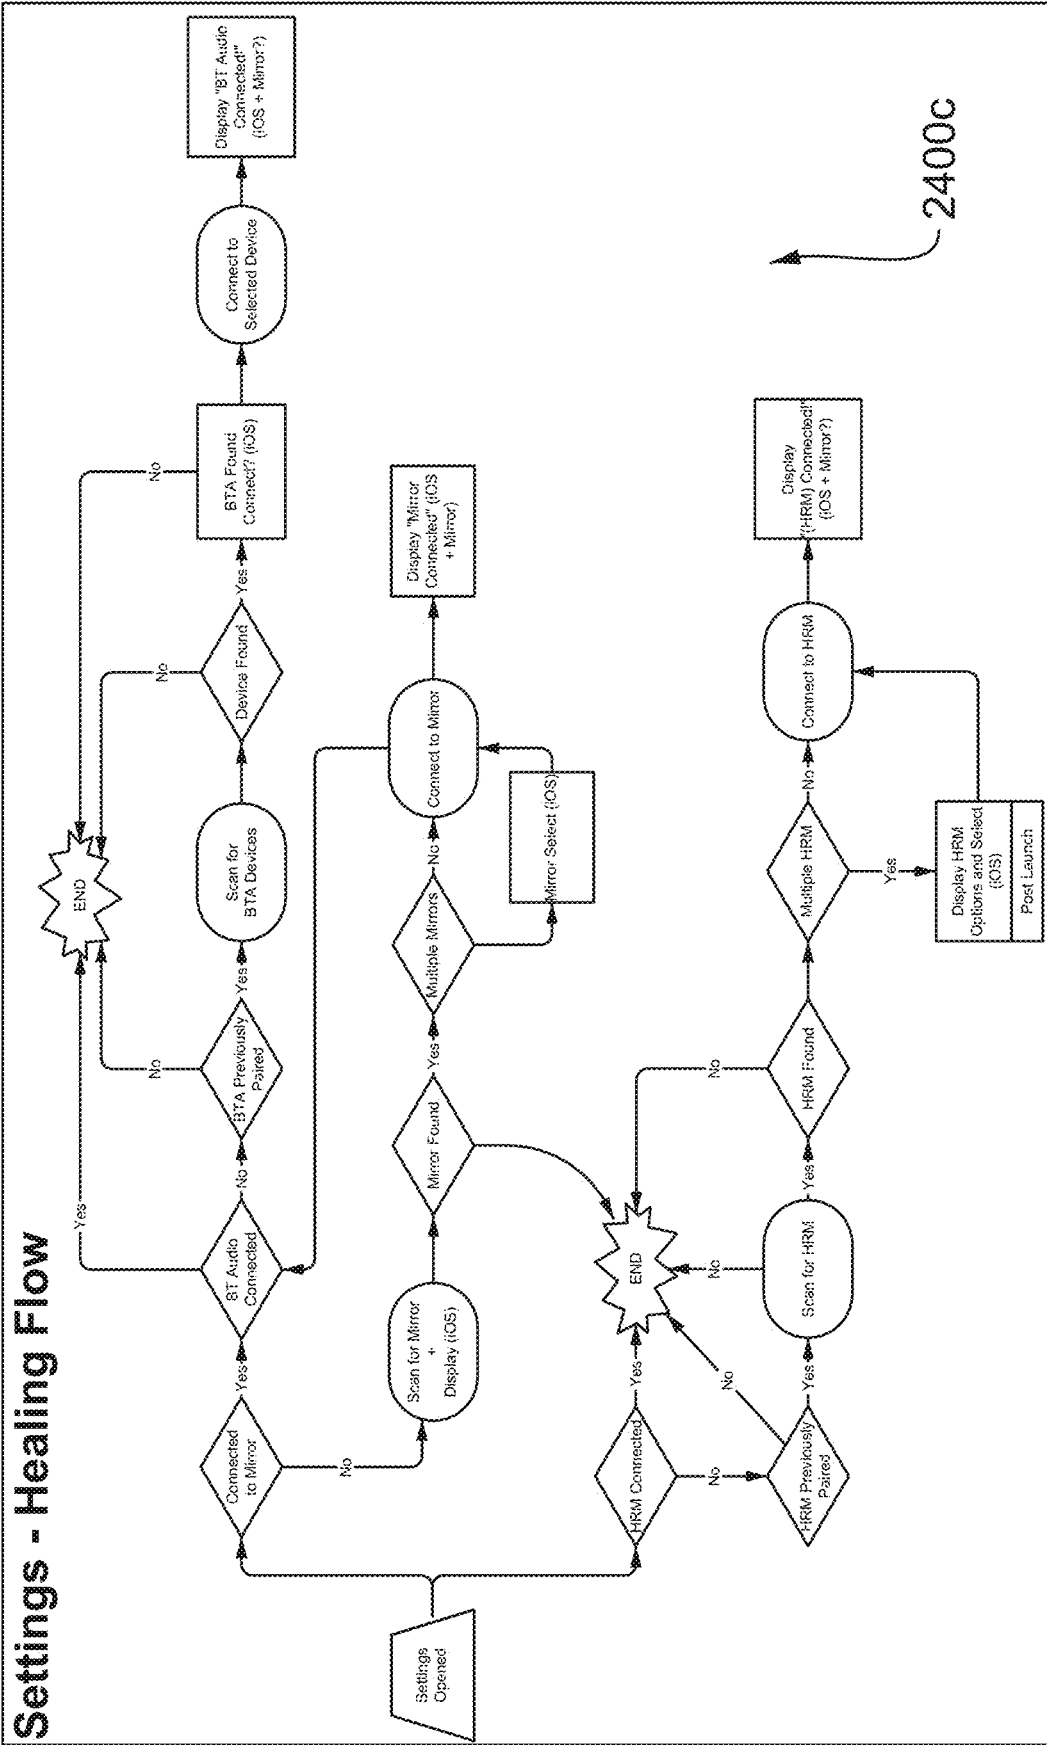 Settings - Healing Flow
Settings
Opened
Connected
to Mirror
Yes
No
BT Audio
Connected
Yes
No
BTA Previously
Paired
No
Yes
Scan for
BTA Devices
END
Device Found
No
Yes
BTA Found
Connect? (iOS)
No
Connect to
Selected Device
Display "BT Audio
Connected!"
(iOS + Mirror?)
Scan for Mirror
+
Display (iOS)
Mirror Found
Yes
Multiple Mirrors
No
Mirror Select (iOS)
Connect to Mirror
Display "Mirror
Connected" (iOS
+ Mirror)
HRM Connected
Yes
No
END
HRM Previously
Paired
No
Yes
Scan for HRM
No
Yes
HRM Found
No
Multiple HRM
No
Yes
Display HRM
Options and Select
(iOS)
Post Launch
Connect to HRM
Display
"(HRM) Connected!"
(iOS + Mirror?)
2400c